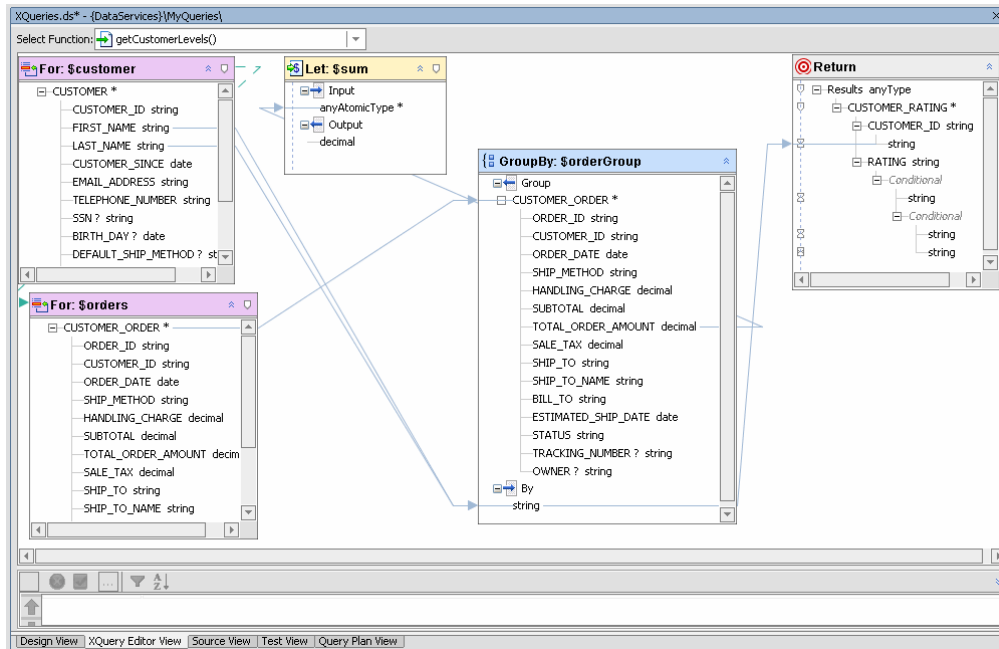 XQueries.ds* - {DataServices}\MyQueries\
Select Function: getCustomerLevels()
For: $customer
CUSTOMER *
CUSTOMER_ID string
FIRST_NAME string
LAST_NAME string
CUSTOMER_SINCE date
EMAIL_ADDRESS string
TELEPHONE_NUMBER string
SSN ? string
BIRTH_DAY ? date
DEFAULT_SHIP_METHOD ? st
For: $orders
CUSTOMER_ORDER *
ORDER_ID string
CUSTOMER_ID string
ORDER_DATE date
SHIP_METHOD string
HANDLING_CHARGE decimal
SUBTOTAL decimal
TOTAL_ORDER_AMOUNT decim
SALE_TAX decimal
SHIP_TO string
SHIP_TO_NAME string
Let: $sum
Input
anyAtomicType *
Output
decimal
GroupBy: $orderGroup
Group
CUSTOMER_ORDER *
ORDER_ID string
CUSTOMER_ID string
ORDER_DATE date
SHIP_METHOD string
HANDLING_CHARGE decimal
SUBTOTAL decimal
TOTAL_ORDER_AMOUNT decimal
SALE_TAX decimal
SHIP_TO string
SHIP_TO_NAME string
BILL_TO string
ESTIMATED_SHIP_DATE date
STATUS string
TRACKING_NUMBER ? string
OWNER ? string
By
string
Return
Results anyType
CUSTOMER_RATING *
CUSTOMER_ID string
string
RATING string
Conditional
string
Conditional
string
string
Design View XQuery Editor View Source View Test View Query Plan View